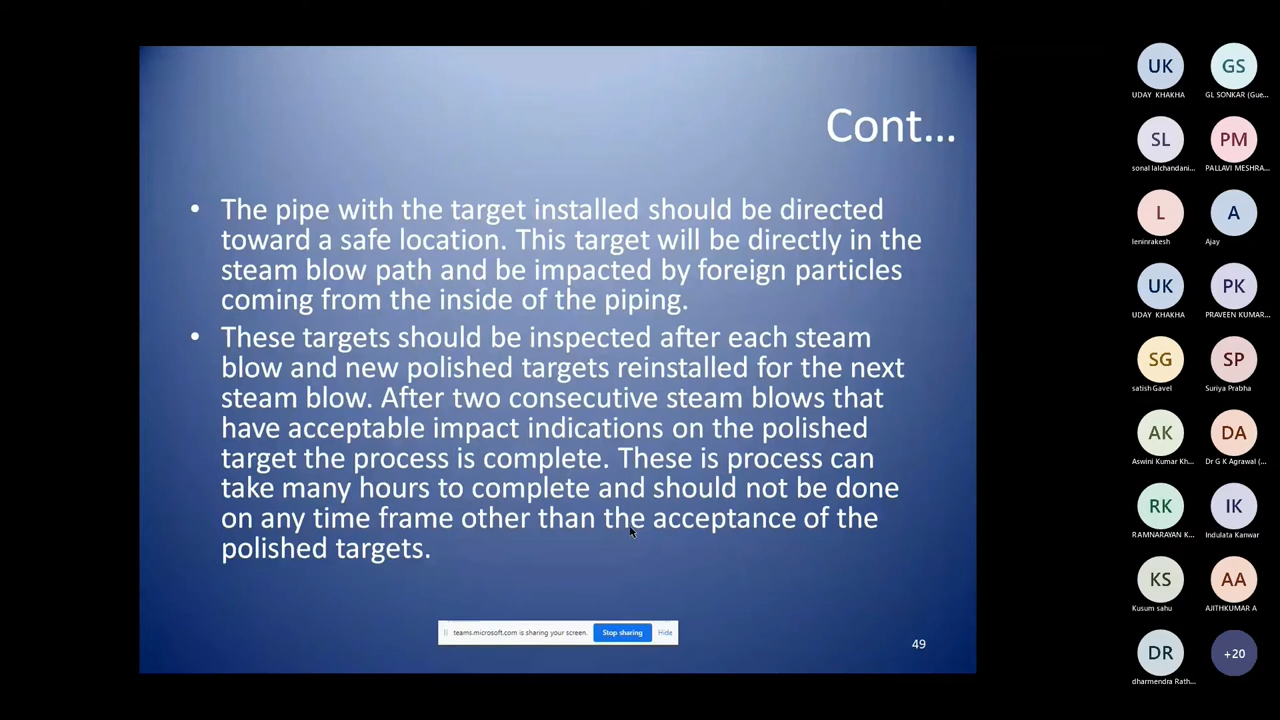 Cont...
• The pipe with the target installed should be directed
toward a safe location. This target will be directly in the
steam blow path and be impacted by foreign particles
coming from the inside of the piping.
• These targets should be inspected after each steam
blow and new polished targets reinstalled for the next
steam blow. After two consecutive steam blows that
have acceptable impact indications on the polished
target the process is complete. These is process can
take many hours to complete and should not be done
on any time frame other than the acceptance of the
polished targets.
teams.microsoft.com is sharing your screen. Stop sharing Hide
49
UK GS
UDAY KHAKHA GL SONKAR (Gue...
SL PM
sonal lalchandani... PALLAVI MESHRA...
L A
leninrakesh Ajay
UK PK
UDAY KHAKHA PRAVEEN KUMAR...
SG SP
satish Gavel Suriya Prabha
AK DA
Aswini Kumar Kh... Dr G K Agrawal (...
RK IK
RAMNARAYAN K... Indulata Kanwar
KS AA
Kusum sahu AJITHKUMAR A
DR +20
dharmendra Rath...